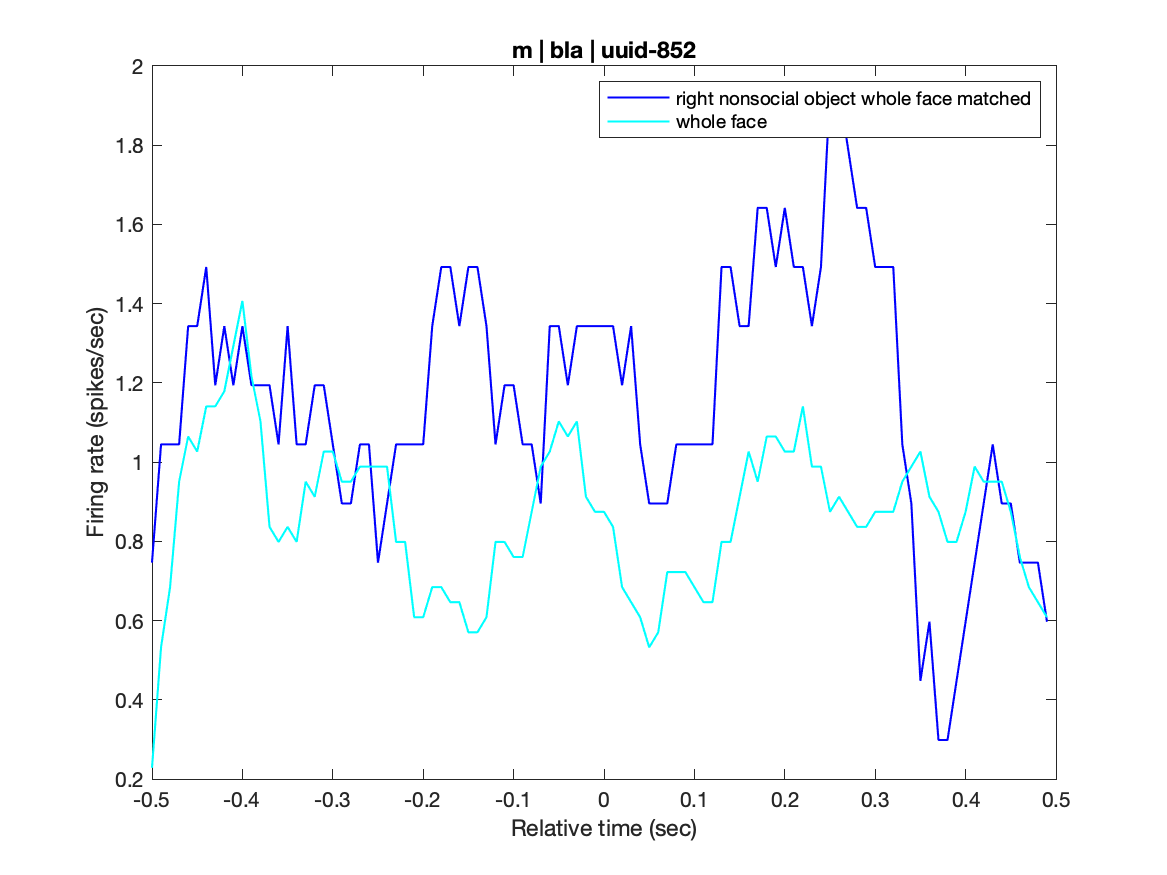 m | bla | uuid-852
right nonsocial object whole face matched
whole face
2
1.8
1.6
1.4
1.2
1
0.8
0.6
0.4
0.2
Firing rate (spikes/sec)
-0.5 -0.4 -0.3 -0.2 -0.1 0 0.1 0.2 0.3 0.4 0.5
Relative time (sec)